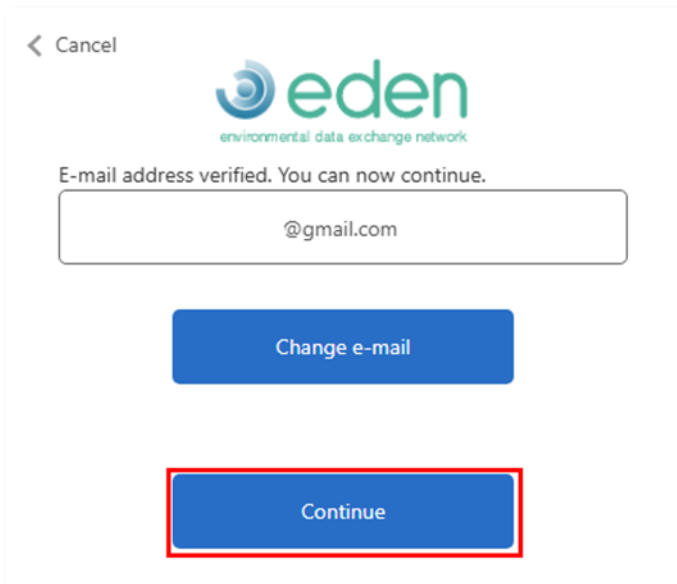 Cancel
eden
environmental data exchange network
E-mail address verified. You can now continue.
@gmail.com
Change e-mail
Continue